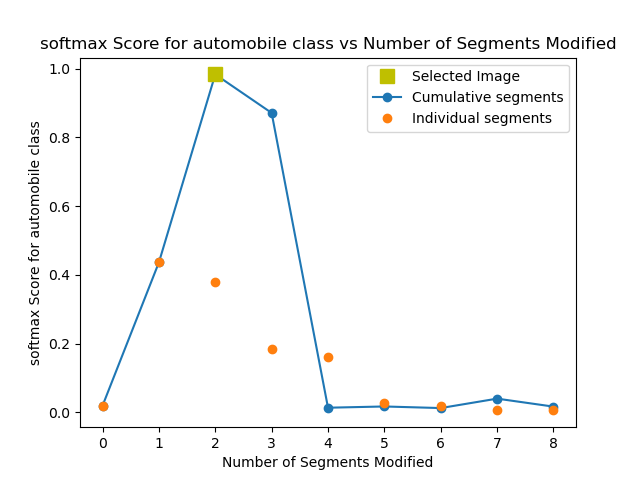 softmax Score for automobile class vs Number of Segments Modified
1.0
0.8
0.6
0.4
0.2
0.0
softmax Score for automobile class
Selected Image
Cumulative segments
Individual segments
0 1 2 3 4 5 6 7 8
Number of Segments Modified